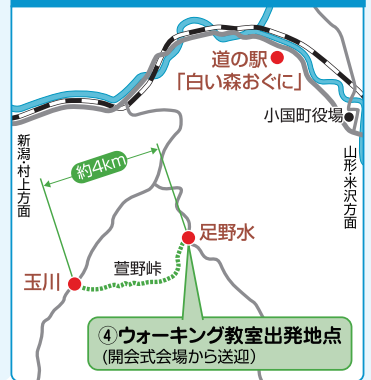 道の駅
「白い森おぐに」
小国町役場
新潟・村上方面
山形・米沢方面
約4km
足野水
萱野峠
玉川
④ウォーキング教室出発地点
(開会式会場から送迎)